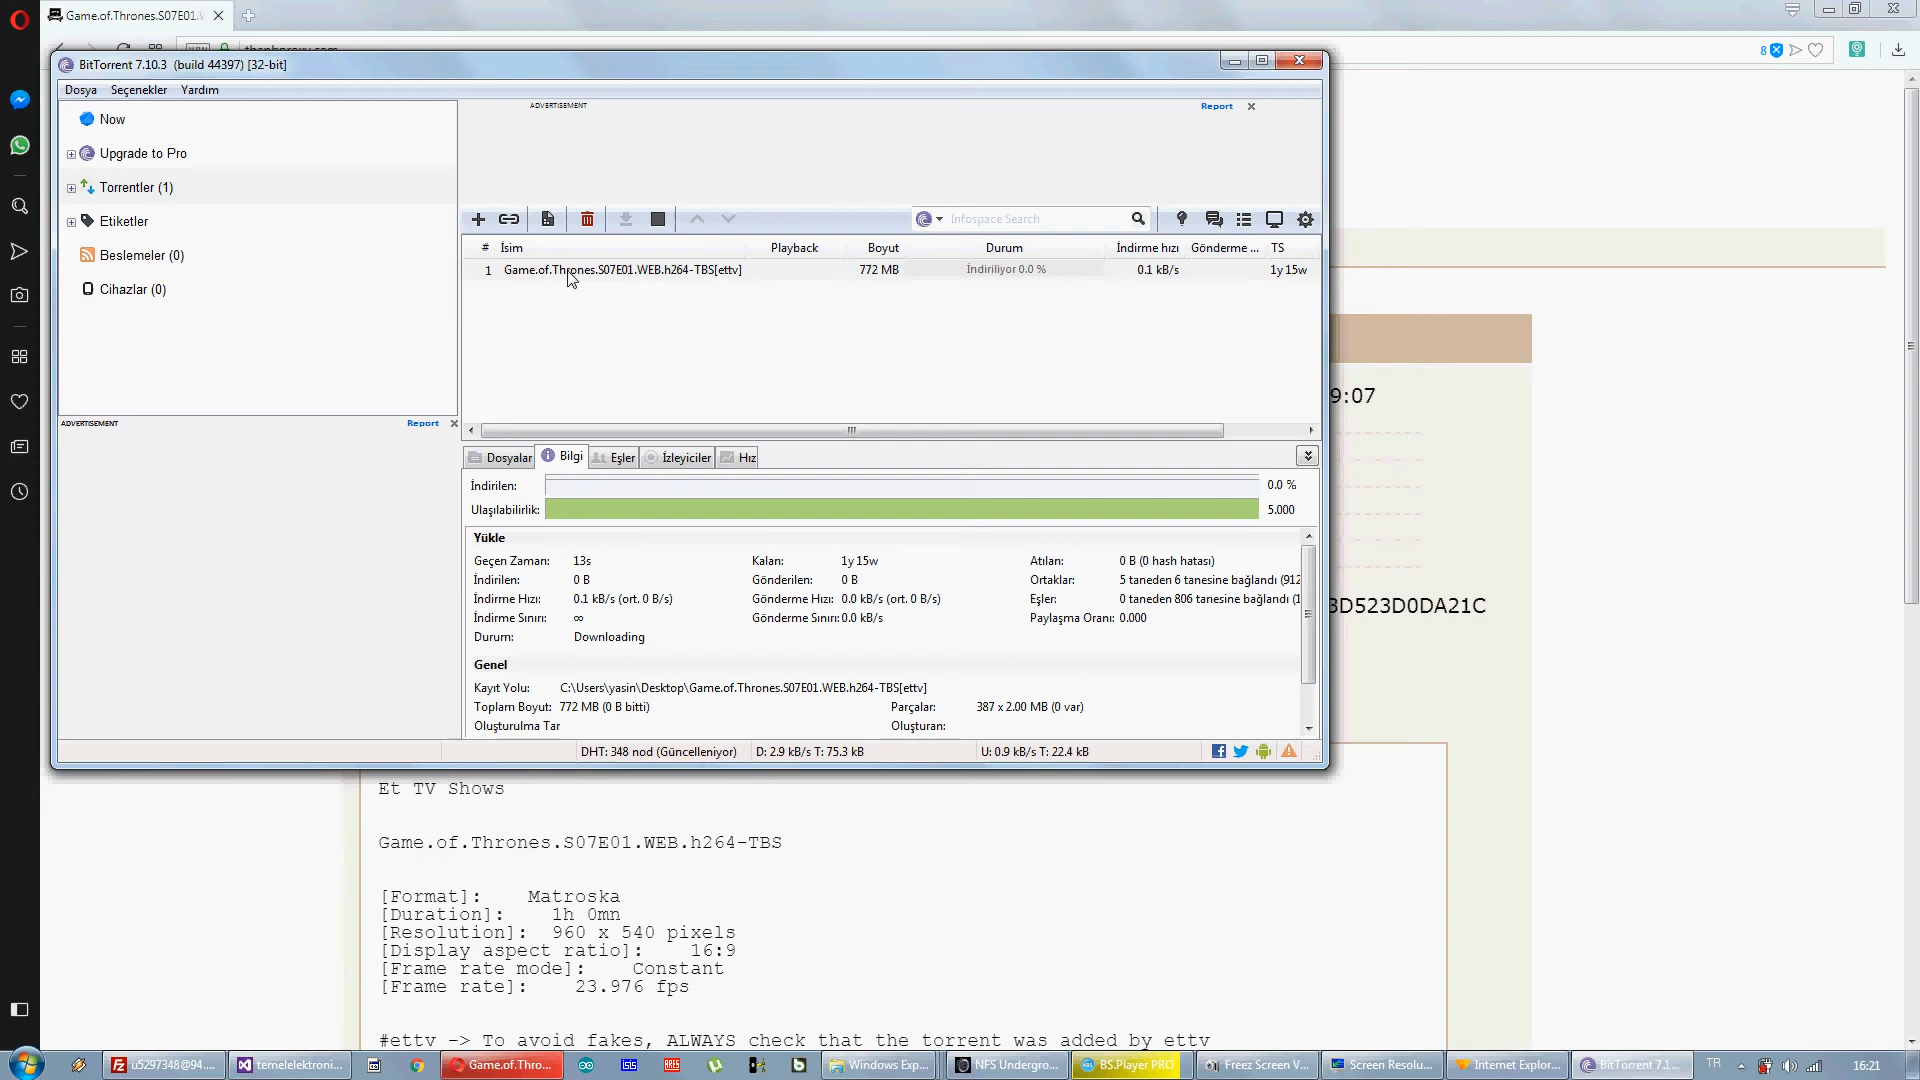 Game.of.Thrones.S07E01.V
BitTorrent 7.10.3 (build 44397) [32-bit]
8
Dosya Seçenekler Yardım
Now
Upgrade to Pro
Torrentler (1)
Etiketler
Beslemeler (0)
Cihazlar (0)
ADVERTISEMENT Report
ADVERTISEMENT Report
Infospace Search
# İsim Playback Boyut Durum İndirme hızı Gönderme ... TS
1 Game.of.Thrones.S07E01.WEB.h264-TBS[ettv] 772 MB İndiriliyor 0.0 % 0.1 kB/s 1y 15w
9:07
Dosyalar Bilgi Eşler İzleyiciler Hız
İndirilen: 0.0 %
Ulaşılabilirlik: 5.000
Yükle
Geçen Zaman: 13s Kalan: 1y 15w Atılan: 0 B (0 hash hatası)
İndirilen: 0 B Gönderilen: 0 B Ortaklar: 5 taneden 6 tanesine bağlandı (912
İndirme Hızı: 0.1 kB/s (ort. 0 B/s) Gönderme Hızı: 0.0 kB/s (ort. 0 B/s) Eşler: 0 taneden 806 tanesine bağlandı (1
İndirme Sınırı: ∞ Gönderme Sınırı: 0.0 kB/s Paylaşma Oranı: 0.000
Durum: Downloading
3D523D0DA21C
Genel
Kayıt Yolu: C:\Users\yasin\Desktop\Game.of.Thrones.S07E01.WEB.h264-TBS[ettv]
Toplam Boyut: 772 MB (0 B bitti) Parçalar: 387 x 2.00 MB (0 var)
Oluşturulma Tar Oluşturan:
DHT: 348 nod (Güncelleniyor) D: 2.9 kB/s T: 75.3 kB U: 0.9 kB/s T: 22.4 kB
Et TV Shows
Game.of.Thrones.S07E01.WEB.h264-TBS
[Format]: Matroska
[Duration]: 1h 0mn
[Resolution]: 960 x 540 pixels
[Display aspect ratio]: 16:9
[Frame rate mode]: Constant
[Frame rate]: 23.976 fps
#ettv -> To avoid fakes, ALWAYS check that the torrent was added by ettv
u5297348@94.... temelelektroni... Game.of.Thro... ISIS ARES Windows Exp... NFS Undergro... BS.Player PRO Freez Screen V... Screen Resolu... Internet Explor... BitTorrent 7.1... TR 16:21